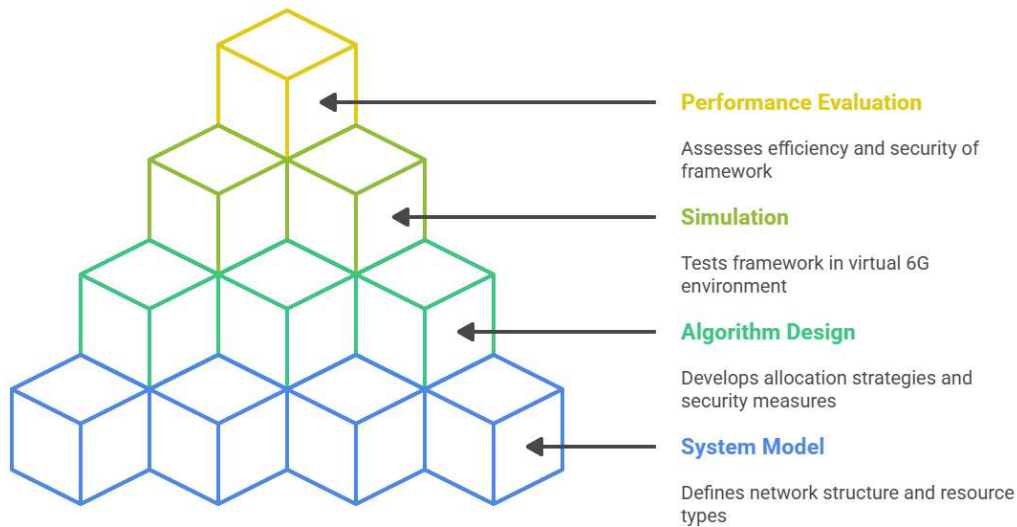 Performance Evaluation
Assesses efficiency and security of
framework
Simulation
Tests framework in virtual 6G
environment
Algorithm Design
Develops allocation strategies and
security measures
System Model
Defines network structure and resource
types